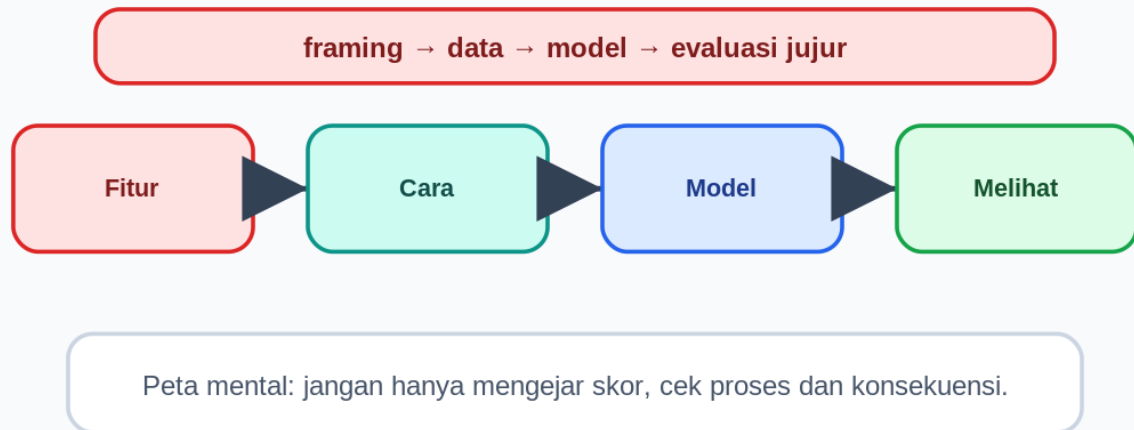 framing → data → model → evaluasi jujur
Fitur
Cara
Model
Melihat
Peta mental: jangan hanya mengejar skor, cek proses dan konsekuensi.